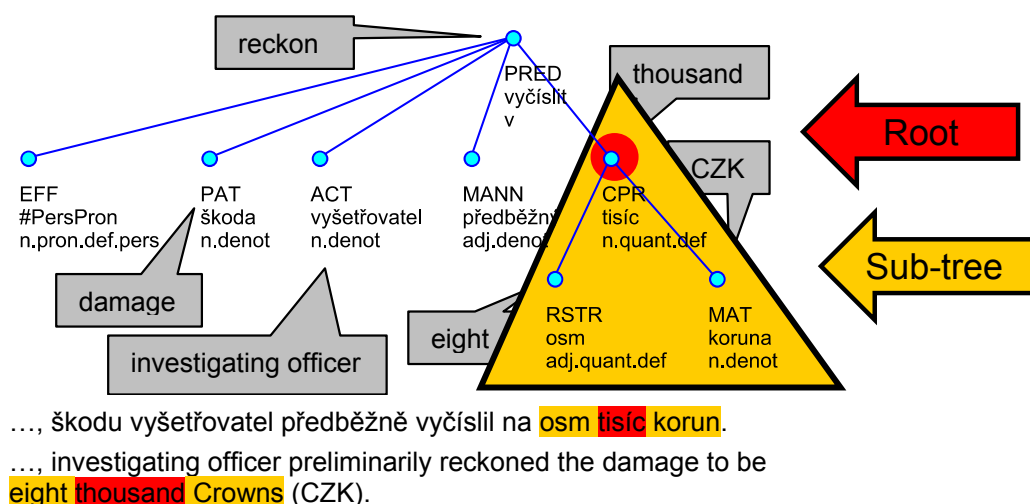 reckon
PRED
vyčíslit
v
thousand
Root
CZK
EFF
#PersPron
n.pron.def.pers
PAT
škoda
n.denot
ACT
vyšetřovatel
n.denot
MANN
předběžný
adj.denot
CPR
tisíc
n.quant.def
Sub-tree
damage
investigating officer
eight
RSTR
osm
adj.quant.def
MAT
koruna
n.denot
…, škodu vyšetřovatel předběžně vyčíslil na osm tisíc korun.
…, investigating officer preliminarily reckoned the damage to be
eight thousand Crowns (CZK).